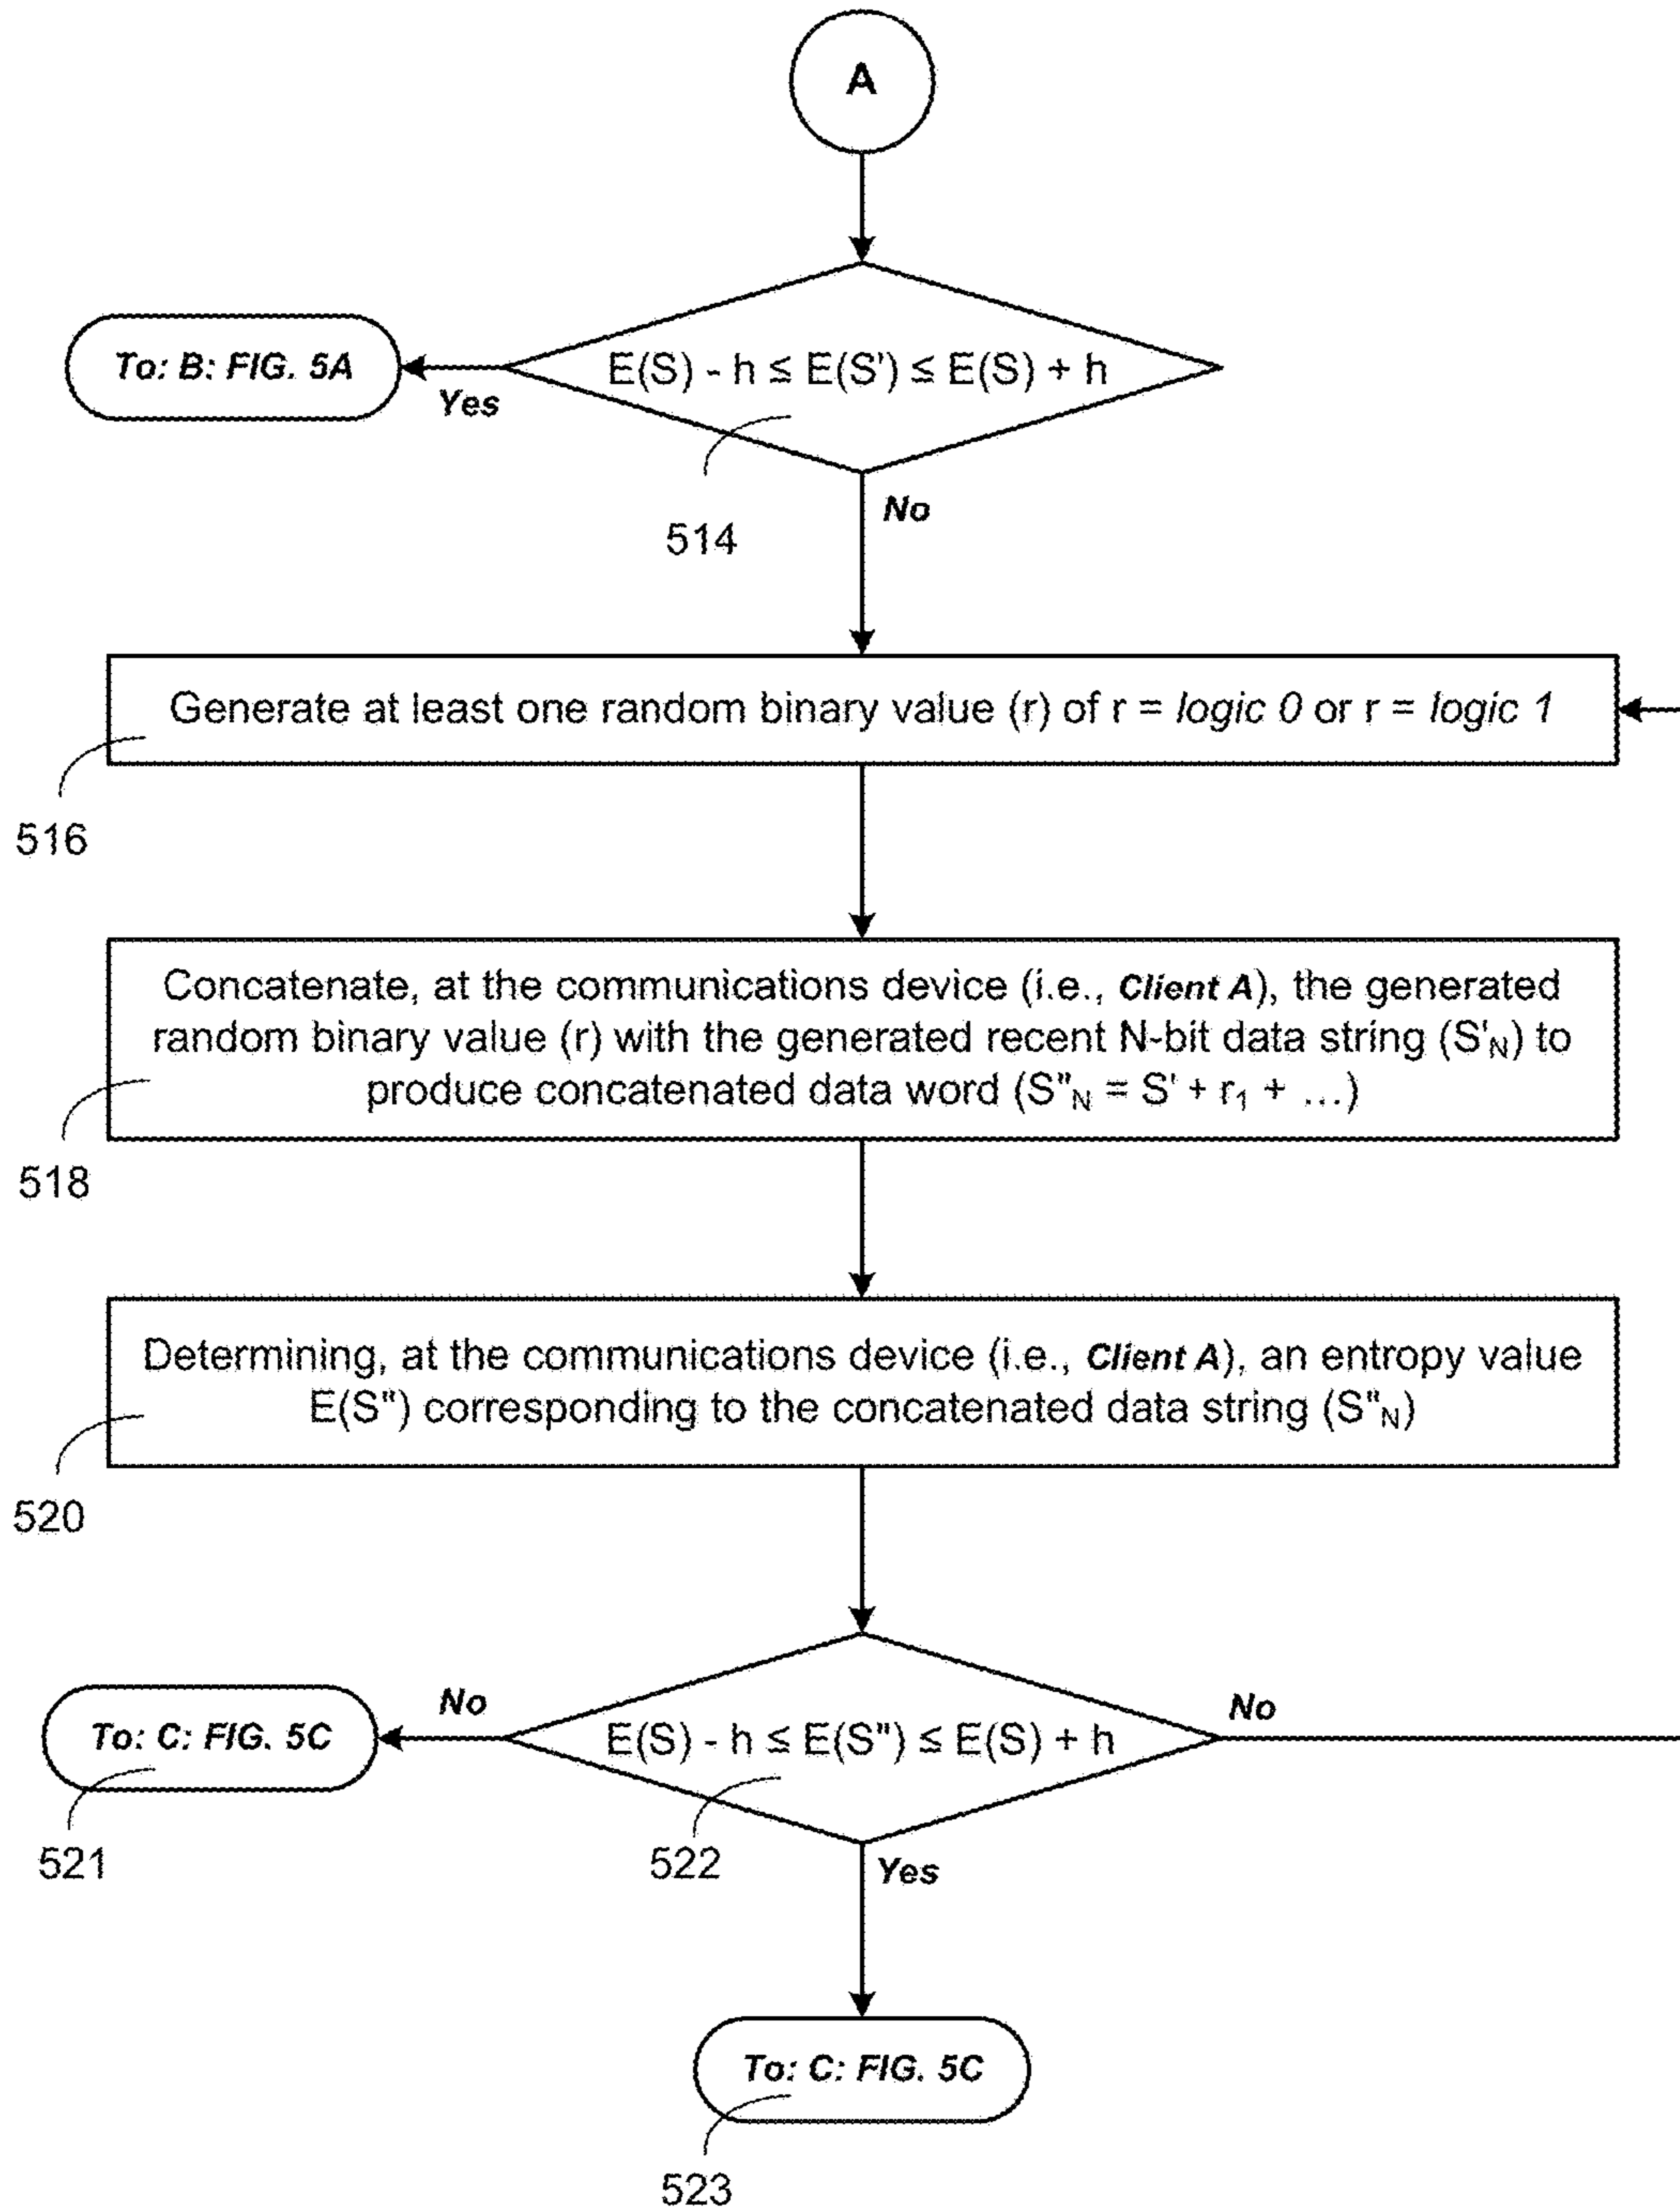 A
E(S) - h ≤ E(S') ≤ E(S) + h
To: B: FIG. 5A
Yes
No
514
Generate at least one random binary value (r) of r = logic 0 or r = logic 1
516
Concatenate, at the communications device (i.e., Client A), the generated
random binary value (r) with the generated recent N-bit data string (S'N) to
produce concatenated data word (S"N = S' + r1 + ...)
518
Determining, at the communications device (i.e., Client A), an entropy value
E(S") corresponding to the concatenated data string (S"N)
520
No
No
To: C: FIG. 5C
E(S) - h ≤ E(S") ≤ E(S) + h
521
522
Yes
To: C: FIG. 5C
523